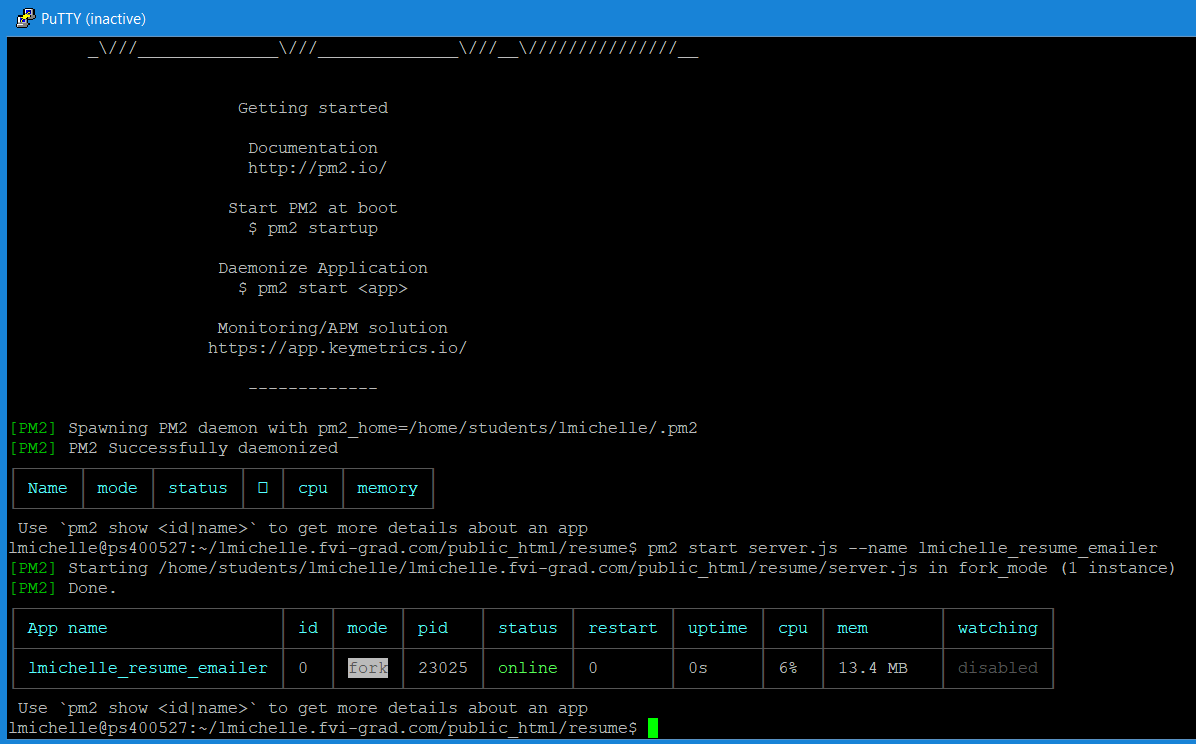 PuTTY (inactive)
_\///______________\///______________\///__\///////////////__
Getting started
Documentation
http://pm2.io/
Start PM2 at boot
$ pm2 startup
Daemonize Application
$ pm2 start <app>
Monitoring/APM solution
https://app.keymetrics.io/
-------------
[PM2] Spawning PM2 daemon with pm2_home=/home/students/lmichelle/.pm2
[PM2] PM2 Successfully daemonized
Name mode status □ cpu memory
Use `pm2 show <id|name>` to get more details about an app
lmichelle@ps400527:~/lmichelle.fvi-grad.com/public_html/resume$ pm2 start server.js --name lmichelle_resume_emailer
[PM2] Starting /home/students/lmichelle/lmichelle.fvi-grad.com/public_html/resume/server.js in fork_mode (1 instance)
[PM2] Done.
App name id mode pid status restart uptime cpu mem watching
lmichelle_resume_emailer 0 fork 23025 online 0 0s 6% 13.4 MB disabled
Use `pm2 show <id|name>` to get more details about an app
lmichelle@ps400527:~/lmichelle.fvi-grad.com/public_html/resume$